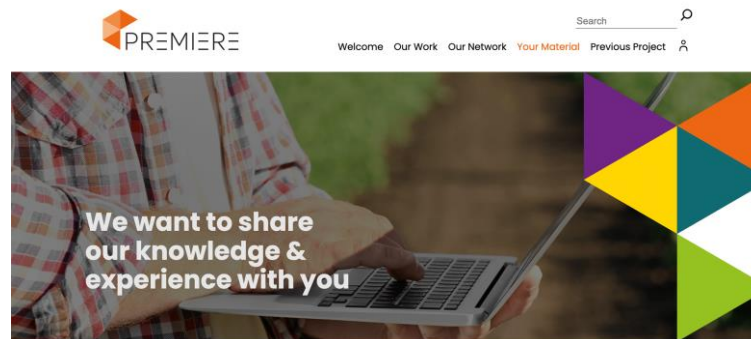 PREMIERE
Search
Welcome Our Work Our Network Your Material Previous Project
We want to share
our knowledge &
experience with you